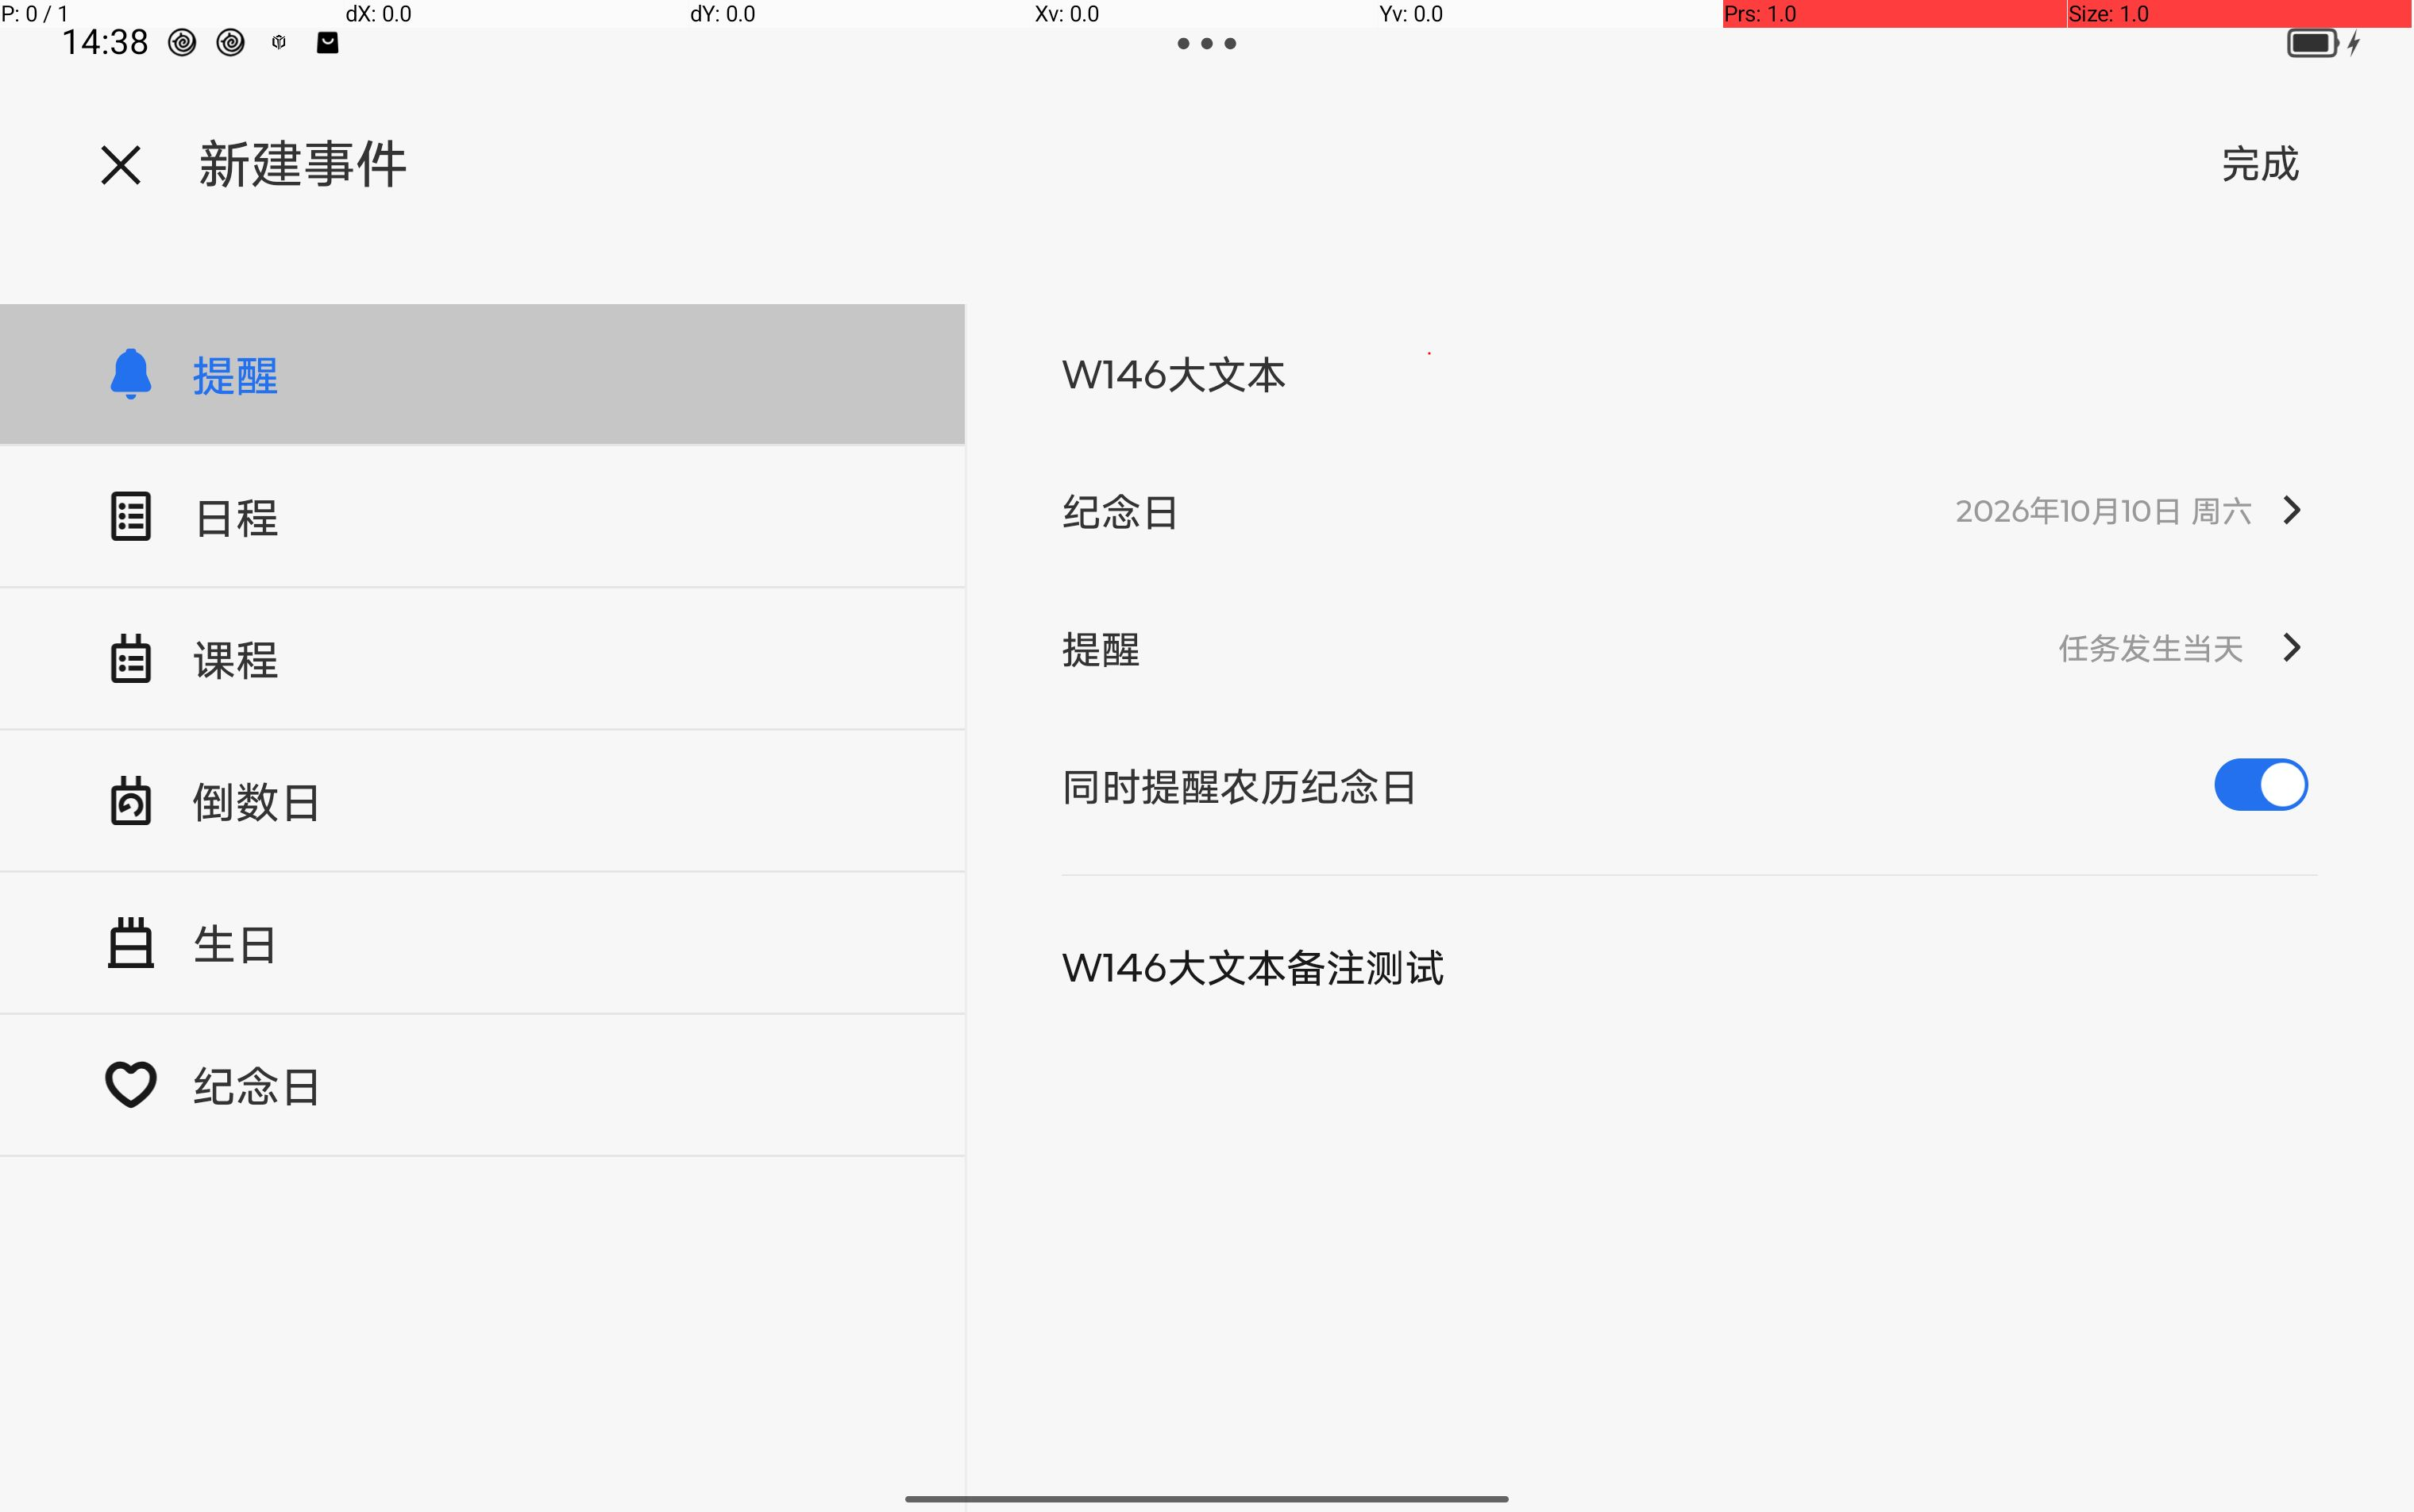 P: 0 / 1 dX: 0.0 dY: 0.0 Xv: 0.0 Yv: 0.0 Prs: 1.0 Size: 1.0
14:38
新建事件 完成
提醒
日程
课程
倒数日
生日
纪念日
W146大文本
纪念日 2026年10月10日 周六
提醒 任务发生当天
同时提醒农历纪念日
W146大文本备注测试